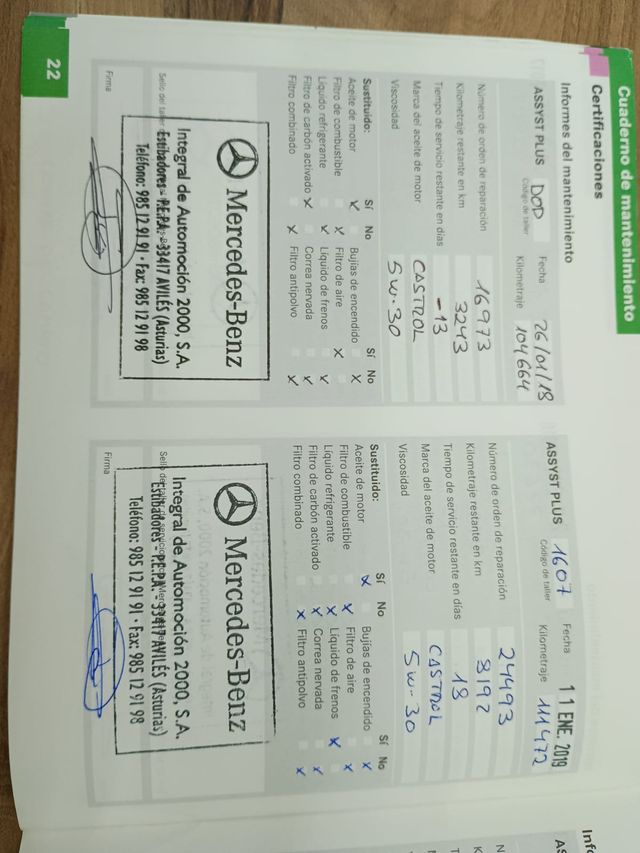 Cuaderno de mantenimiento
Certificaciones
Informes del mantenimiento
ASSYST PLUS DOD Fecha 26/01/18
Código de taller Kilometraje 104664
Número de orden de reparación 16973
Kilometraje restante en km 3243
Tiempo de servicio restante en días -13
Marca del aceite de motor CASTROL
Viscosidad 5W-30
Sustituido: Sí No Sí No
Aceite de motor x Bujías de encendido x
Filtro de combustible x Filtro de aire x
Líquido refrigerante x Líquido de frenos x
Filtro de carbón activado x Correa nervada x
Filtro combinado x Filtro antipolvo x
Mercedes-Benz
Integral de Automoción 2000, S.A.
Estibadores - P.E.P.A. - 33417 AVILÉS (Asturias)
Teléfono: 985 12 91 91 · Fax: 985 12 91 98
Sello del taller
Firma
22
ASSYST PLUS 1607 Fecha 11 ENE. 2019
Código de taller Kilometraje 111472
Número de orden de reparación 24493
Kilometraje restante en km 8192
Tiempo de servicio restante en días 18
Marca del aceite de motor CASTROL
Viscosidad 5W-30
Sustituido: Sí No Sí No
Aceite de motor x Bujías de encendido x
Filtro de combustible x Filtro de aire x
Líquido refrigerante x Líquido de frenos x
Filtro de carbón activado x Correa nervada x
Filtro combinado x Filtro antipolvo x
Mercedes-Benz
Integral de Automoción 2000, S.A.
Estibadores - P.E.P.A. - 33417 AVILÉS (Asturias)
Teléfono: 985 12 91 91 · Fax: 985 12 91 98
Firma